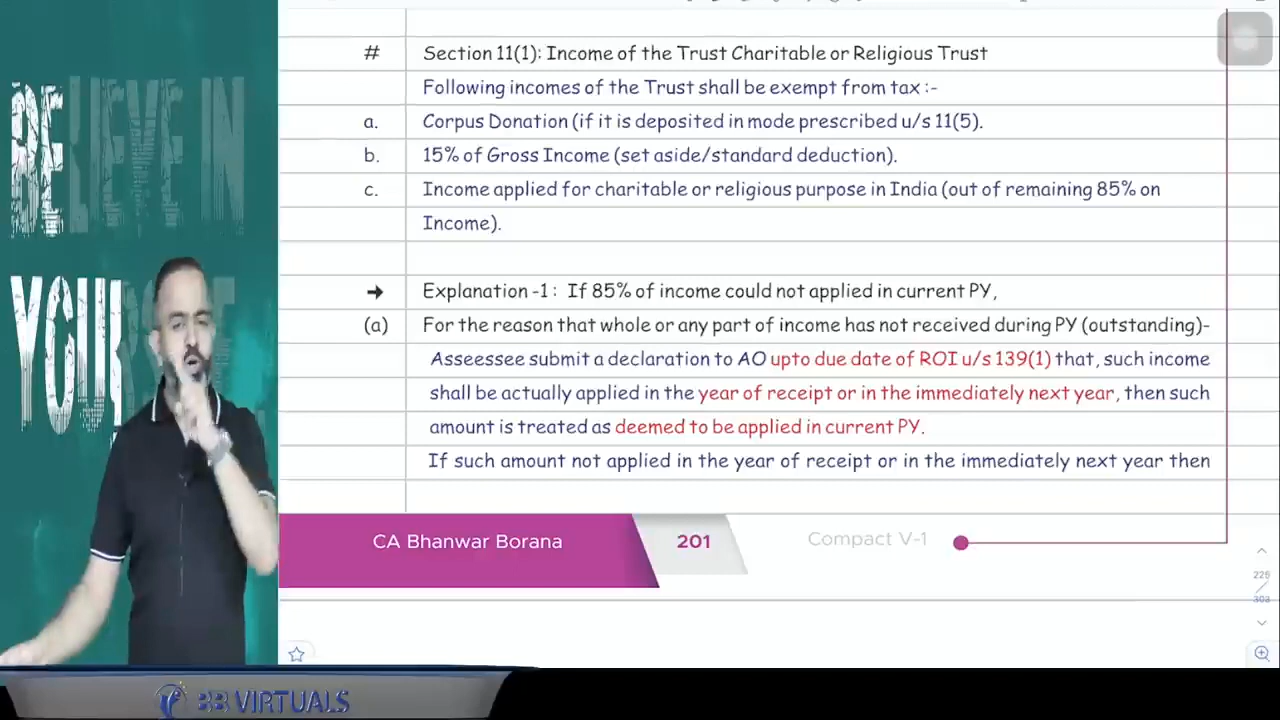 BELIEVE IN
YOURSELF
# Section 11(1): Income of the Trust Charitable or Religious Trust
Following incomes of the Trust shall be exempt from tax :-
a. Corpus Donation (if it is deposited in mode prescribed u/s 11(5).
b. 15% of Gross Income (set aside/standard deduction).
c. Income applied for charitable or religious purpose in India (out of remaining 85% on
Income).
➔ Explanation -1 : If 85% of income could not applied in current PY,
(a) For the reason that whole or any part of income has not received during PY (outstanding)-
Asseessee submit a declaration to AO upto due date of ROI u/s 139(1) that, such income
shall be actually applied in the year of receipt or in the immediately next year, then such
amount is treated as deemed to be applied in current PY.
If such amount not applied in the year of receipt or in the immediately next year then
CA Bhanwar Borana 201 Compact V-1
225
303
BB VIRTUALS